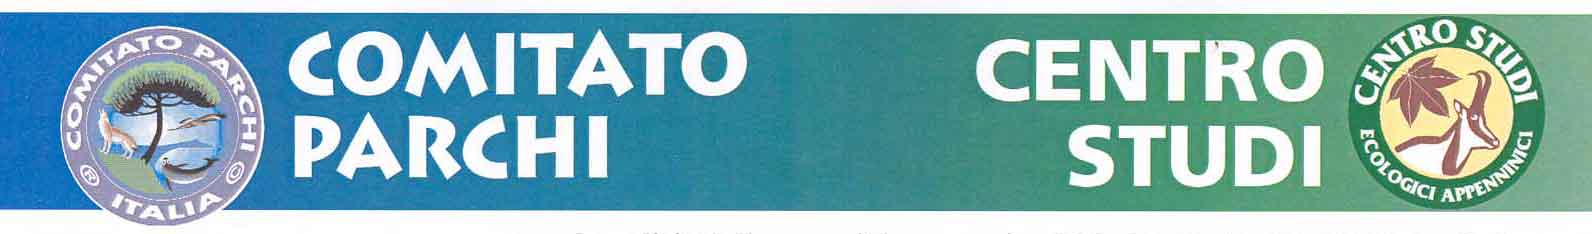 COMITATO PARCHI
® ITALIA ©
COMITATO
PARCHI
CENTRO
STUDI
CENTRO STUDI
ECOLOGICI APPENNINICI